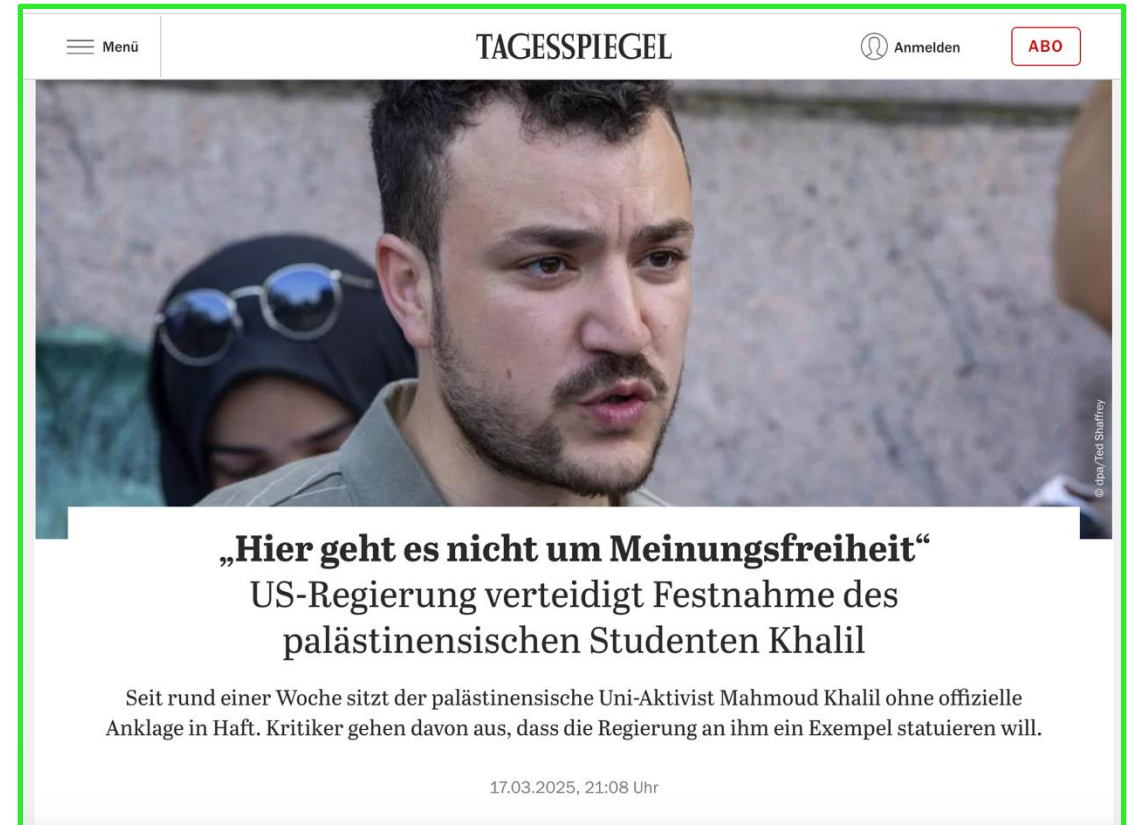 Menü
TAGESSPIEGEL
Anmelden
ABO
© dpa/Ted Shaffrey
„Hier geht es nicht um Meinungsfreiheit“
US-Regierung verteidigt Festnahme des
palästinensischen Studenten Khalil
Seit rund einer Woche sitzt der palästinensische Uni-Aktivist Mahmoud Khalil ohne offizielle
Anklage in Haft. Kritiker gehen davon aus, dass die Regierung an ihm ein Exempel statuieren will.
17.03.2025, 21:08 Uhr